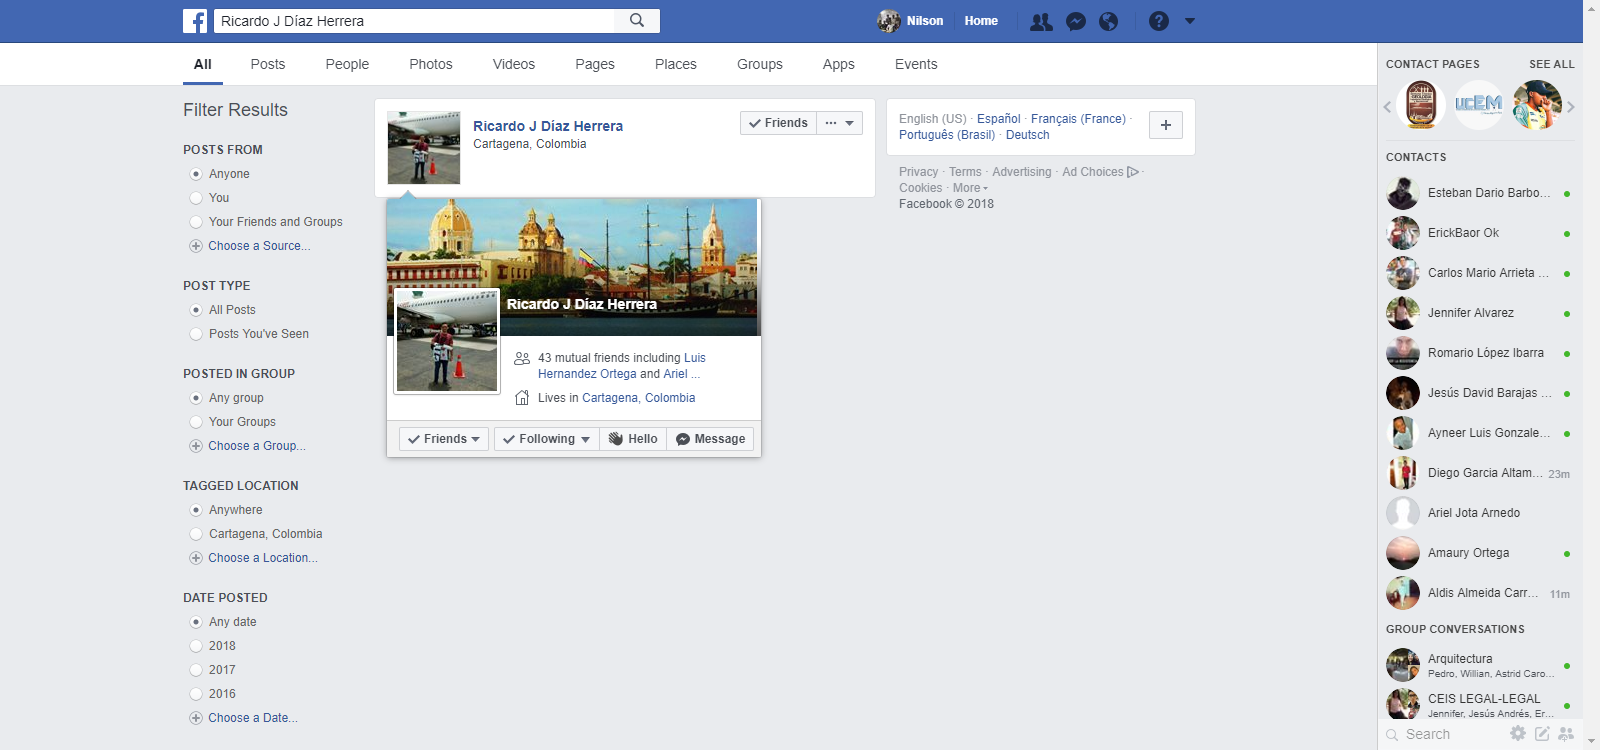 Ricardo J Díaz Herrera
Nilson
Home
All
Posts
People
Photos
Videos
Pages
Places
Groups
Apps
Events
Filter Results
POSTS FROM
Anyone
You
Your Friends and Groups
Choose a Source...
POST TYPE
All Posts
Posts You've Seen
POSTED IN GROUP
Any group
Your Groups
Choose a Group...
TAGGED LOCATION
Anywhere
Cartagena, Colombia
Choose a Location...
DATE POSTED
Any date
2018
2017
2016
Choose a Date...
Ricardo J Díaz Herrera
Cartagena, Colombia
Friends
Ricardo J Díaz Herrera
43 mutual friends including Luis
Hernandez Ortega and Ariel ...
Lives in Cartagena, Colombia
Friends
Following
Hello
Message
English (US) · Español · Français (France) ·
Português (Brasil) · Deutsch
Privacy · Terms · Advertising · Ad Choices ·
Cookies · More
Facebook © 2018
CONTACT PAGES
SEE ALL
UCEM
CONTACTS
Esteban Dario Barbo...
ErickBaor Ok
Carlos Mario Arrieta ...
Jennifer Alvarez
Romario López Ibarra
Jesús David Barajas ...
Ayneer Luis Gonzale...
Diego Garcia Altam... 23m
Ariel Jota Arnedo
Amaury Ortega
Aldis Almeida Carr... 11m
GROUP CONVERSATIONS
Arquitectura
Pedro, Willian, Astrid Caro...
CEIS LEGAL-LEGAL
Jennifer, Jesús Andrés, Er...
Search